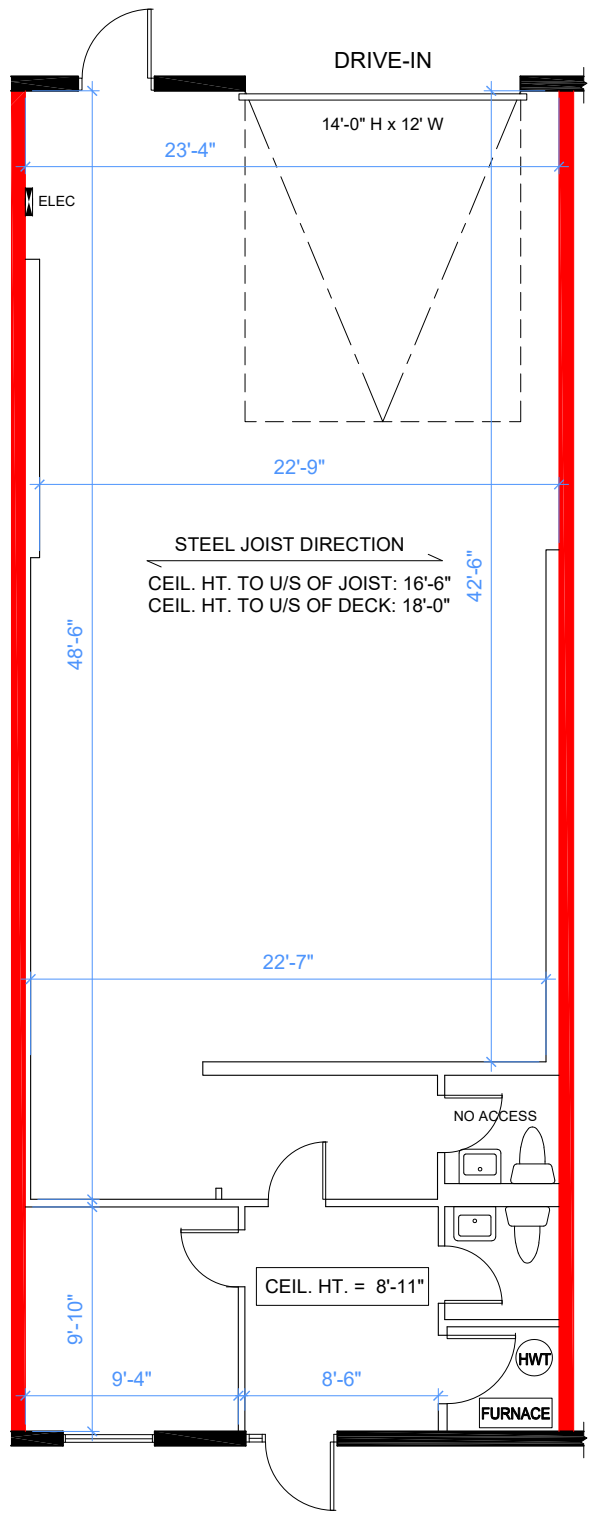 DRIVE-IN
14'-0" H x 12' W
23'-4"
ELEC
22'-9"
STEEL JOIST DIRECTION
CEIL. HT. TO U/S OF JOIST: 16'-6"
CEIL. HT. TO U/S OF DECK: 18'-0"
42'-6"
48'-6"
22'-7"
NO ACCESS
CEIL. HT. = 8'-11"
9'-10"
9'-4"
8'-6"
HWT
FURNACE